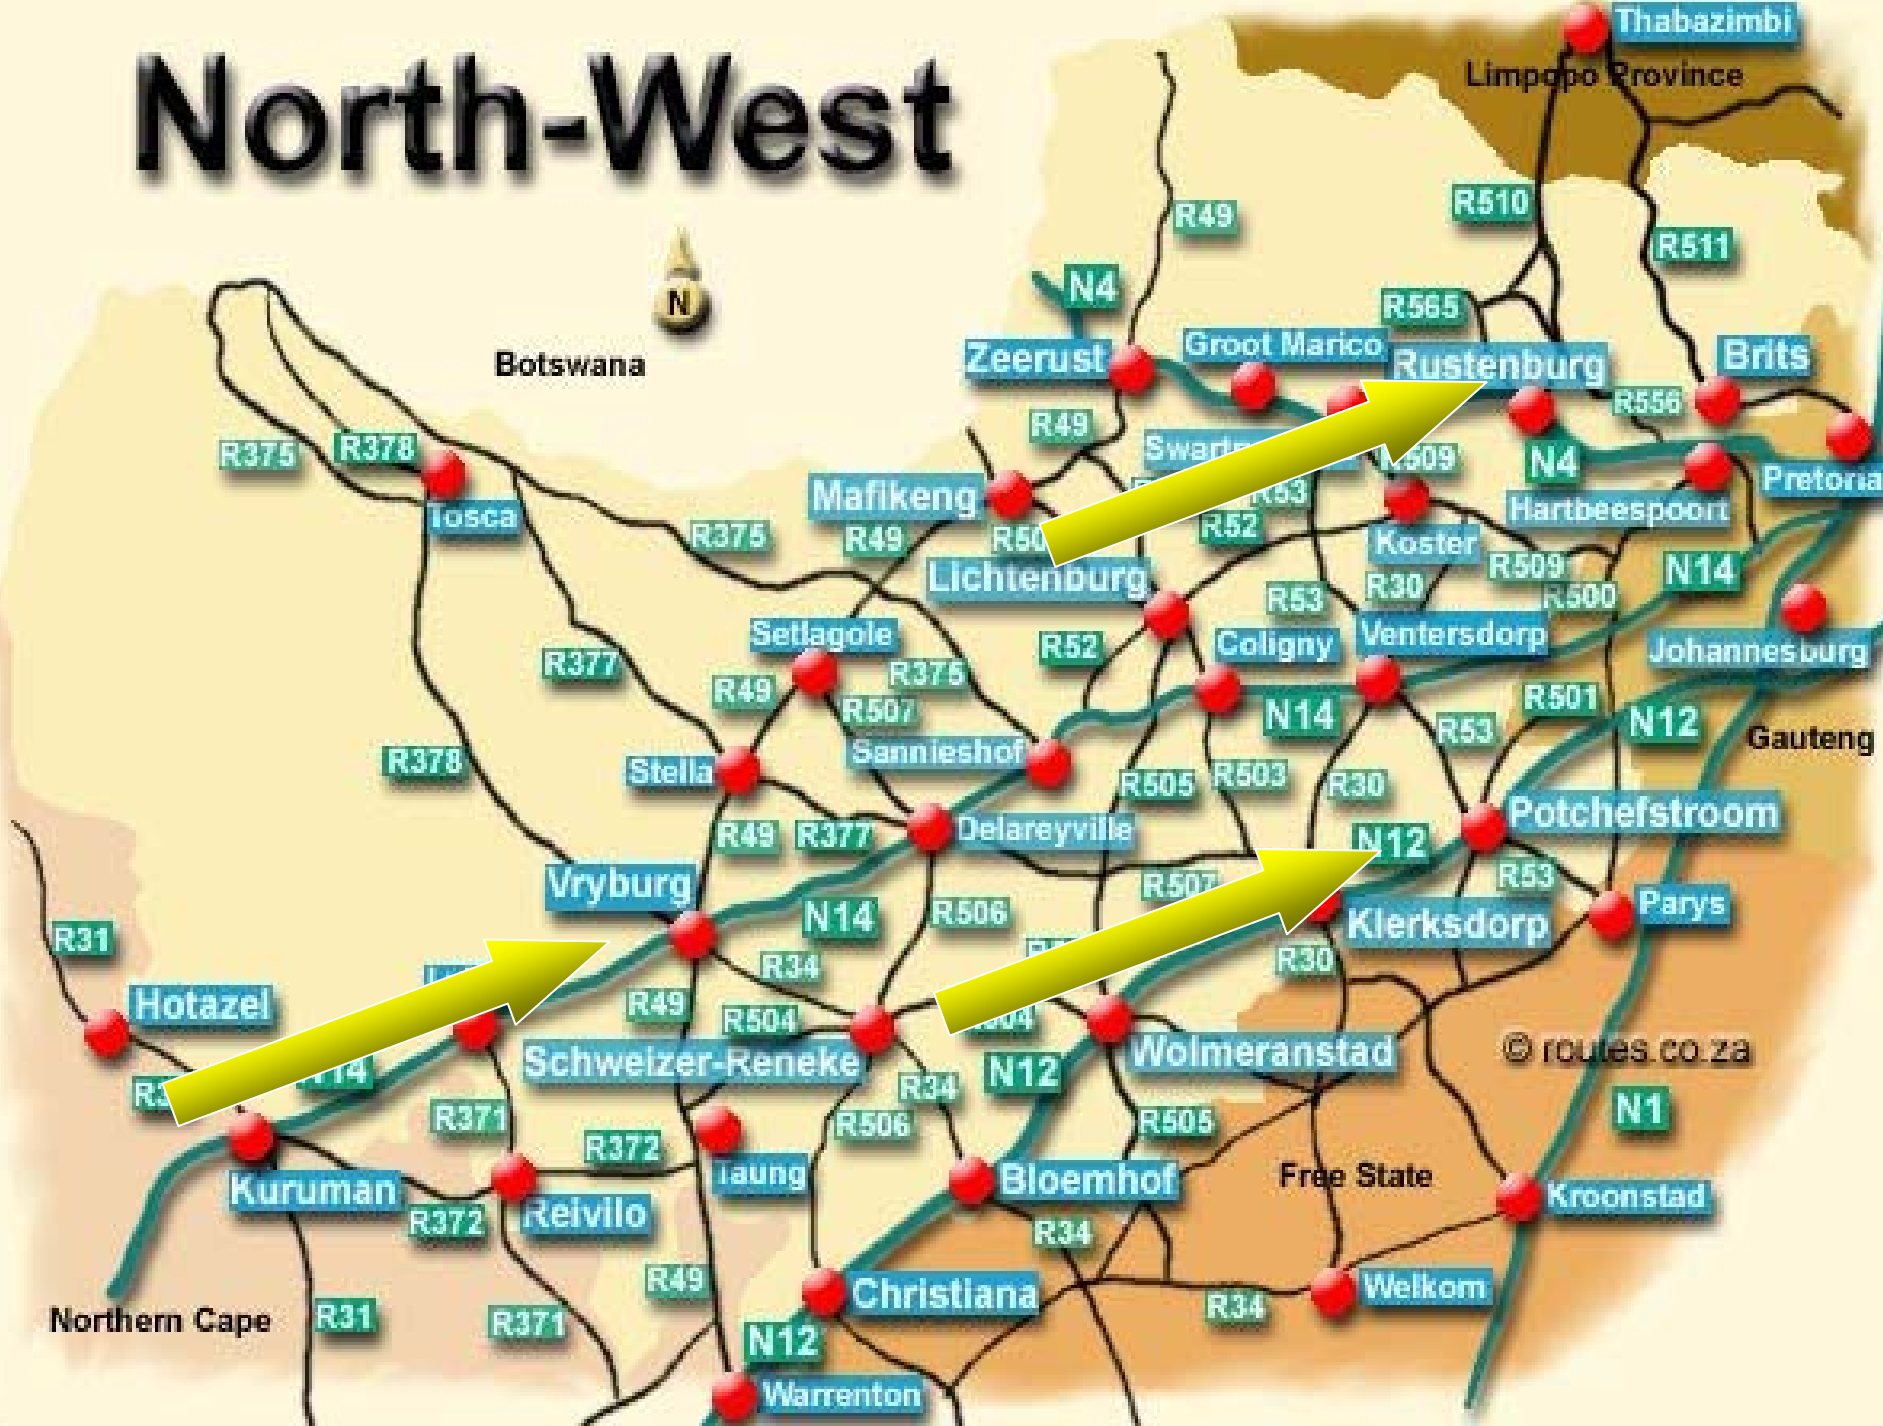 North-West
Thabazimbi
Limpopo Province
R49
R510
R511
N
N4
R565
Botswana
Zeerust
Groot Marico
Rustenburg
Brits
R49
R556
R375
R378
N4
R509
Pretoria
Mafikeng
R53
Tosca
Hartbeespoort
R375
R49
R52
Koster
Lichtenburg
R509
N14
R53
R30
R500
Setlagole
R52
Coligny
Ventersdorp
Johannesburg
R377
R49
R375
R507
N14
R501
R53
N12
Gauteng
R378
Stella
Sannieshof
R505
R503
R30
R49
R377
Delareyville
Potchefstroom
N12
Vryburg
R507
R53
N14
R506
Klerksdorp
Parys
R31
R34
R30
Hotazel
R49
R504
Schweizer-Reneke
Wolmeranstad
© routes.co.za
N14
N12
R34
R371
R506
R505
N1
R372
Taung
Kuruman
Bloemhof
Free State
Kroonstad
R372
Reivilo
R34
R49
Christiana
Welkom
Northern Cape
R31
R371
R34
N12
Warrenton